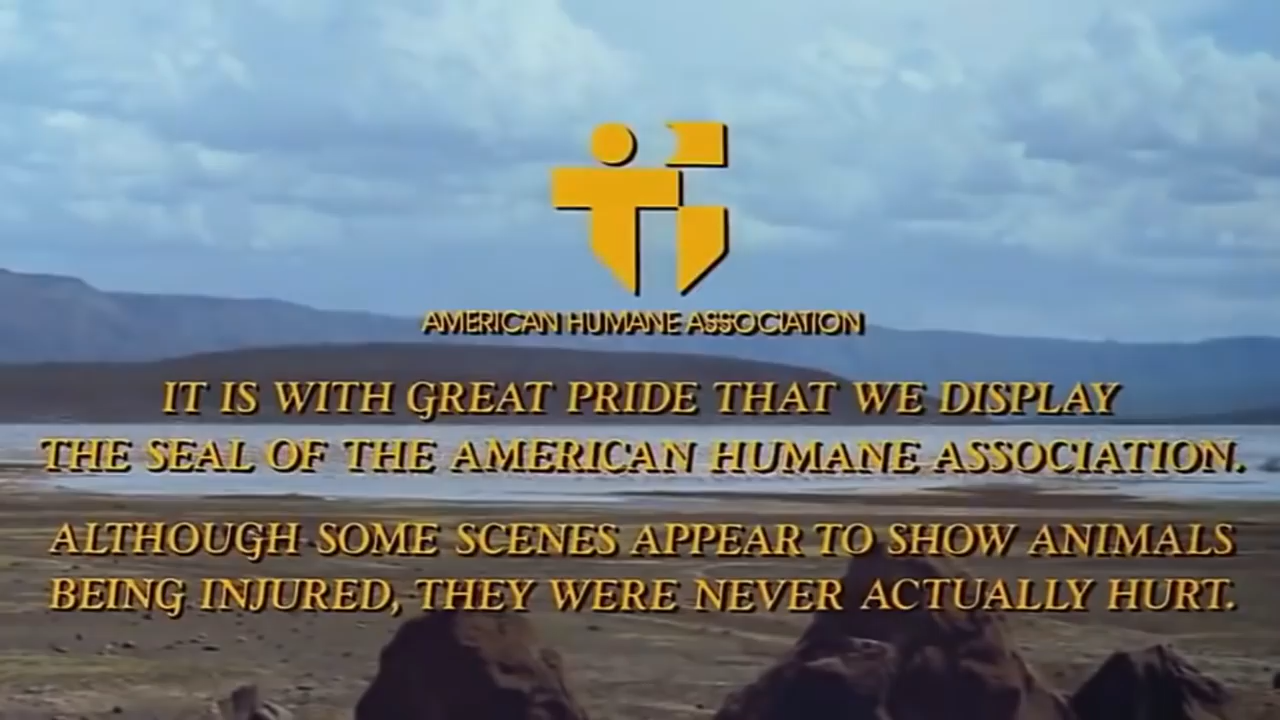 AMERICAN HUMANE ASSOCIATION
IT IS WITH GREAT PRIDE THAT WE DISPLAY
THE SEAL OF THE AMERICAN HUMANE ASSOCIATION.
ALTHOUGH SOME SCENES APPEAR TO SHOW ANIMALS
BEING INJURED, THEY WERE NEVER ACTUALLY HURT.